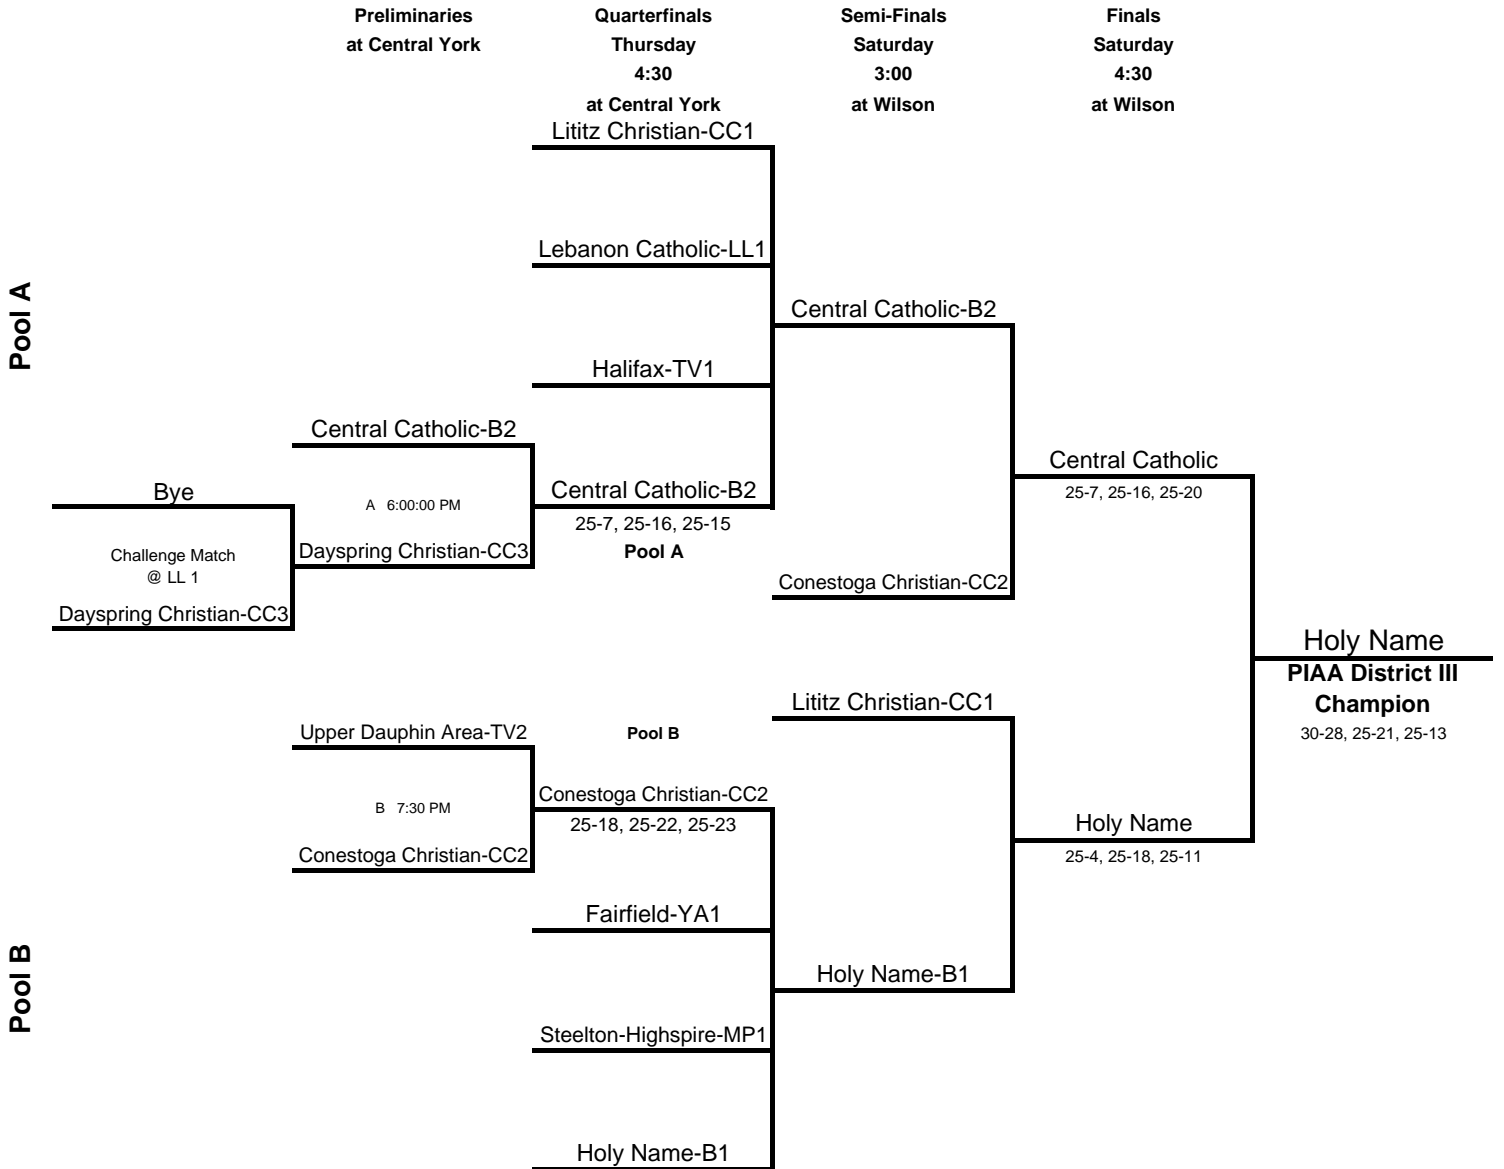 Preliminaries
at Central York
Quarterfinals
Thursday
4:30
at Central York
Semi-Finals
Saturday
3:00
at Wilson
Finals
Saturday
4:30
at Wilson
Pool A
Lititz Christian-CC1
Lebanon Catholic-LL1
Central Catholic-B2
Halifax-TV1
Central Catholic-B2
Central Catholic
25-7, 25-16, 25-20
Bye
A 6:00:00 PM
Central Catholic-B2
25-7, 25-16, 25-15
Pool A
Challenge Match
@ LL 1
Dayspring Christian-CC3
Dayspring Christian-CC3
Conestoga Christian-CC2
Holy Name
PIAA District III
Champion
30-28, 25-21, 25-13
Lititz Christian-CC1
Upper Dauphin Area-TV2
Pool B
Conestoga Christian-CC2
25-18, 25-22, 25-23
B 7:30 PM
Conestoga Christian-CC2
Holy Name
25-4, 25-18, 25-11
Pool B
Fairfield-YA1
Holy Name-B1
Steelton-Highspire-MP1
Holy Name-B1